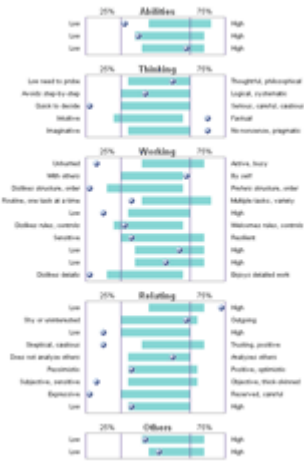 25% Abilities 75%
Low High
Low High
Low High
Thinking
Low need to probe Thoughtful, philosophical
Avoids step-by-step Logical, systematic
Quick to decide Serious, careful, cautious
Intuitive Factual
Imaginative No-nonsense, pragmatic
25% Working 75%
Unhurried Active, busy
With others By self
Dislikes structure, order Prefers structure, order
Routine, one task at a time Multiple tasks, variety
Low High
Dislikes rules, controls Welcomes rules, controls
Sensitive Resilient
Low High
Low High
Dislikes details Enjoys detailed work
25% Relating 75%
Low High
Shy or uninterested Outgoing
Low High
Skeptical, cautious Trusting, positive
Does not analyze others Analyzes others
Pessimistic Positive, optimistic
Subjective, sensitive Objective, thick-skinned
Expressive Reserved, careful
Low High
25% Others 75%
Low High
Low High